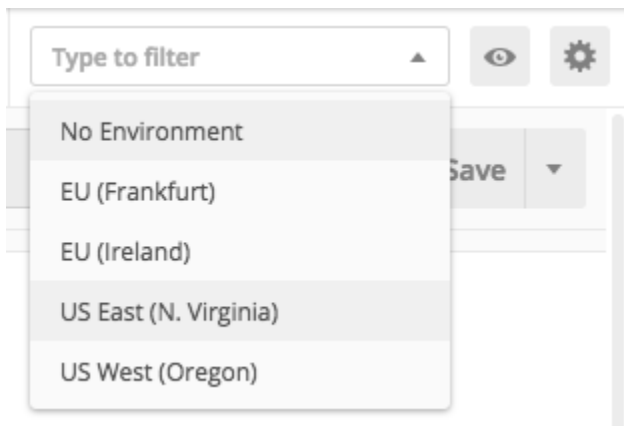 Type to filter
No Environment
Save
EU (Frankfurt)
EU (Ireland)
US East (N. Virginia)
US West (Oregon)